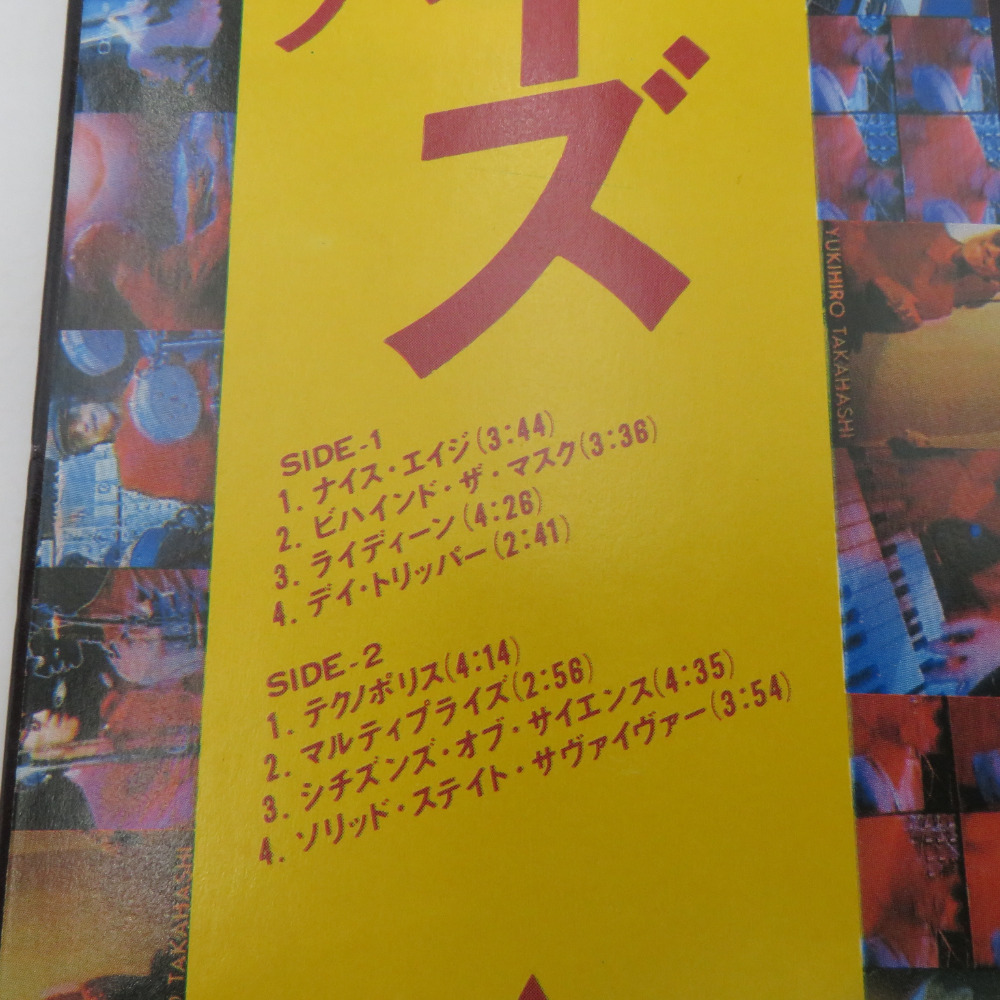 ズ
SIDE-1
1. ナイス・エイジ(3:44)
2. ビハインド・ザ・マスク(3:36)
3. ライディーン(4:26)
4. デイ・トリッパー(2:41)
SIDE-2
1. テクノポリス(4:14)
2. マルティプライズ(2:56)
3. シチズンズ・オブ・サイエンス(4:35)
4. ソリッド・ステイト・サヴァイヴァー(3:54)
YUKIHIRO TAKAHASHI
TAKAHASHI